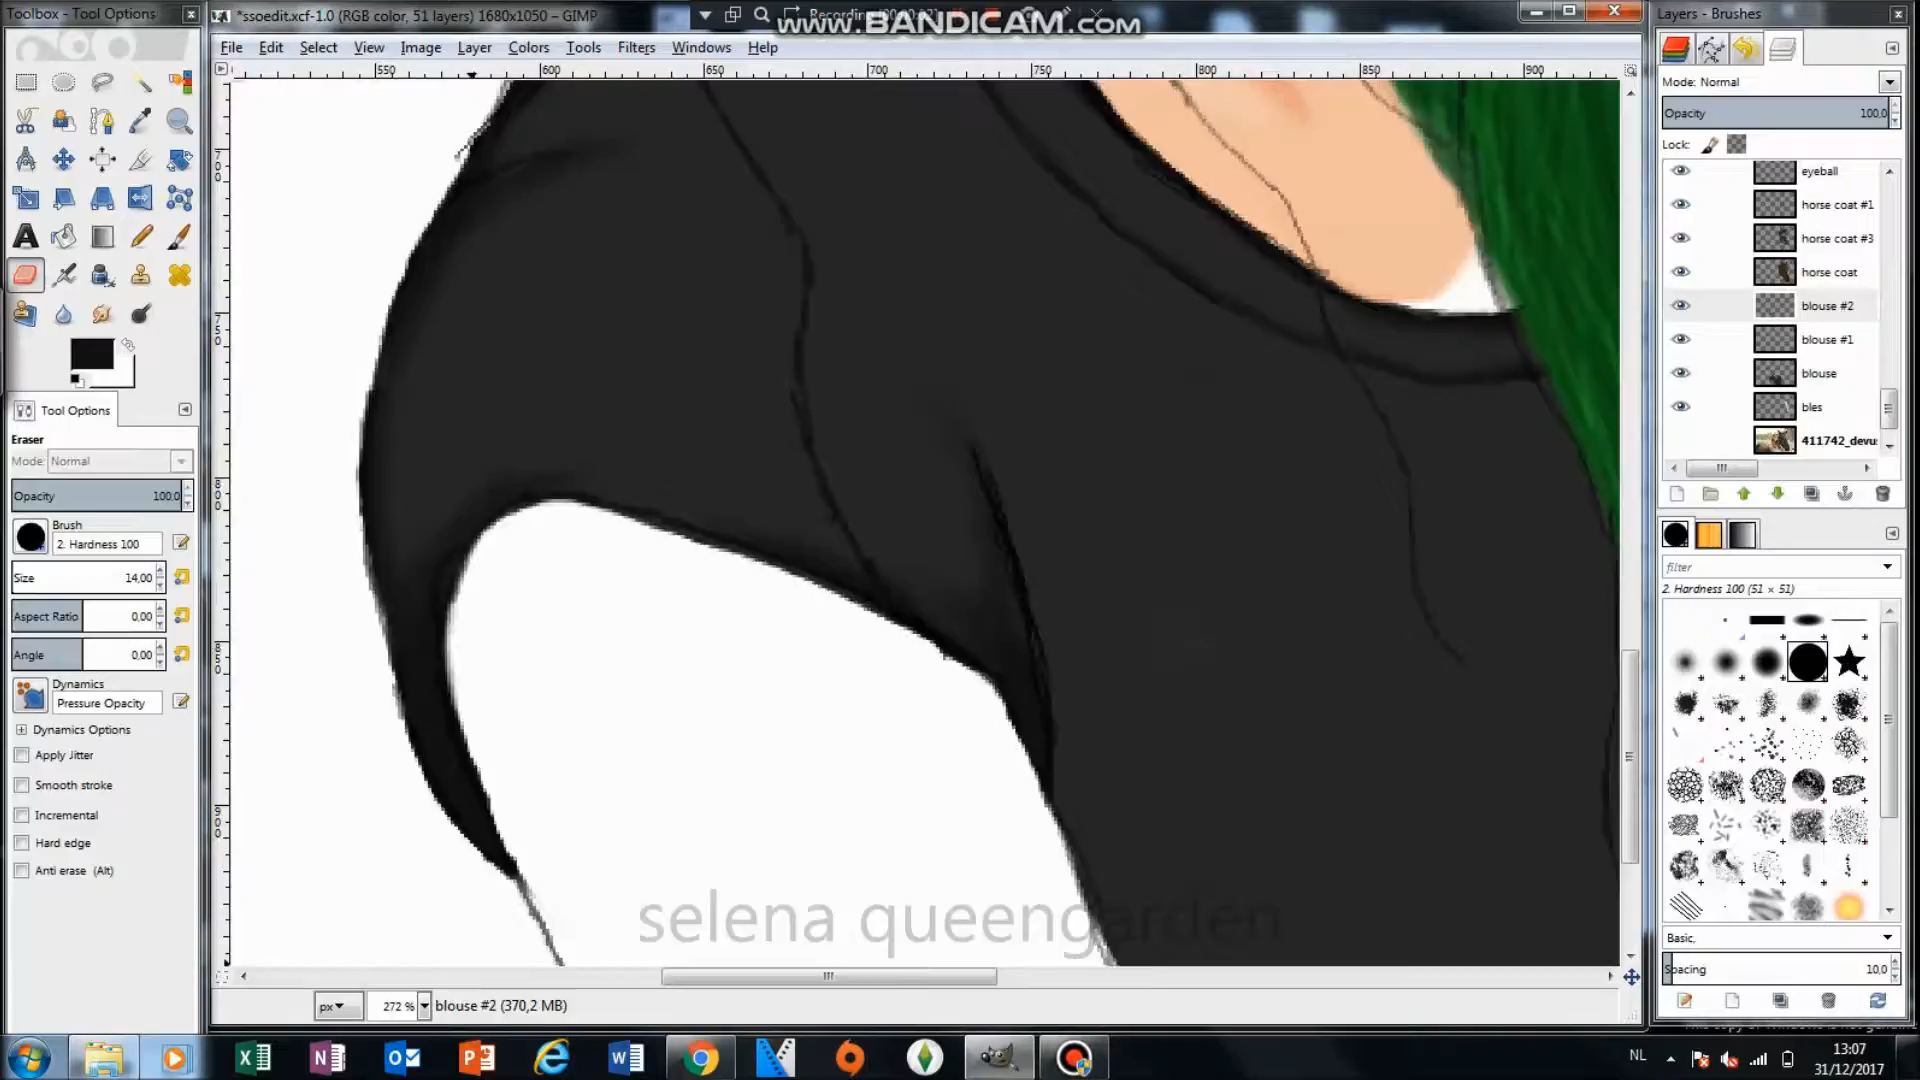 Toolbox - Tool Options
*ssoedit.xcf-1.0 (RGB color, 51 layers) 1680x1050 – GIMP
www.BANDICAM.com
Layers - Brushes
File Edit Select View Image Layer Colors Tools Filters Windows Help
550 600 650 700 750 800 850 900
Mode: Normal
Opacity 100,0
Lock:
eyeball
horse coat #1
horse coat #3
horse coat
blouse #2
blouse #1
blouse
bles
411742_devu
Tool Options
Eraser
Mode: Normal
Opacity 100,0
Brush
2. Hardness 100
Size 14,00
Aspect Ratio 0,00
Angle 0,00
Dynamics
Pressure Opacity
Dynamics Options
Apply Jitter
Smooth stroke
Incremental
Hard edge
Anti erase (Alt)
filter
2. Hardness 100 (51 × 51)
Basic,
Spacing 10,0
selena queengarden
px 272 % blouse #2 (370,2 MB)
NL
13:07
31/12/2017